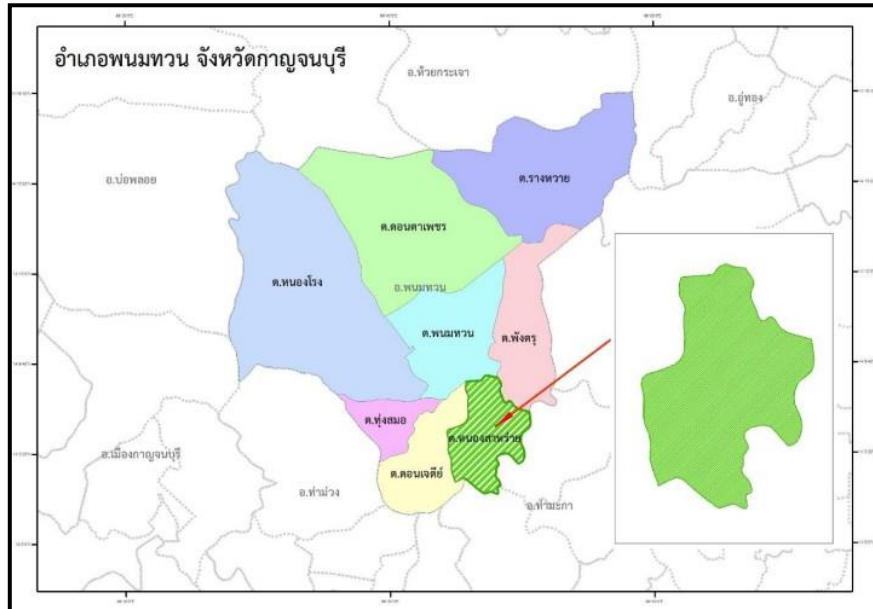 อำเภอพนมทวน จังหวัดกาญจนบุรี
อ.ห้วยกระเจา
อ.อู่ทอง
อ.บ่อพลอย
ต.รางหวาย
ต.ดอนตาเพชร
ต.หนองโรง
อ.พนมทวน
ต.พนมทวน
ต.พังตรุ
ต.ทุ่งสมอ
ต.หนองสาหร่าย
อ.เมืองกาญจนบุรี
ต.ดอนเจดีย์
อ.ท่าม่วง
อ.ท่ามะกา